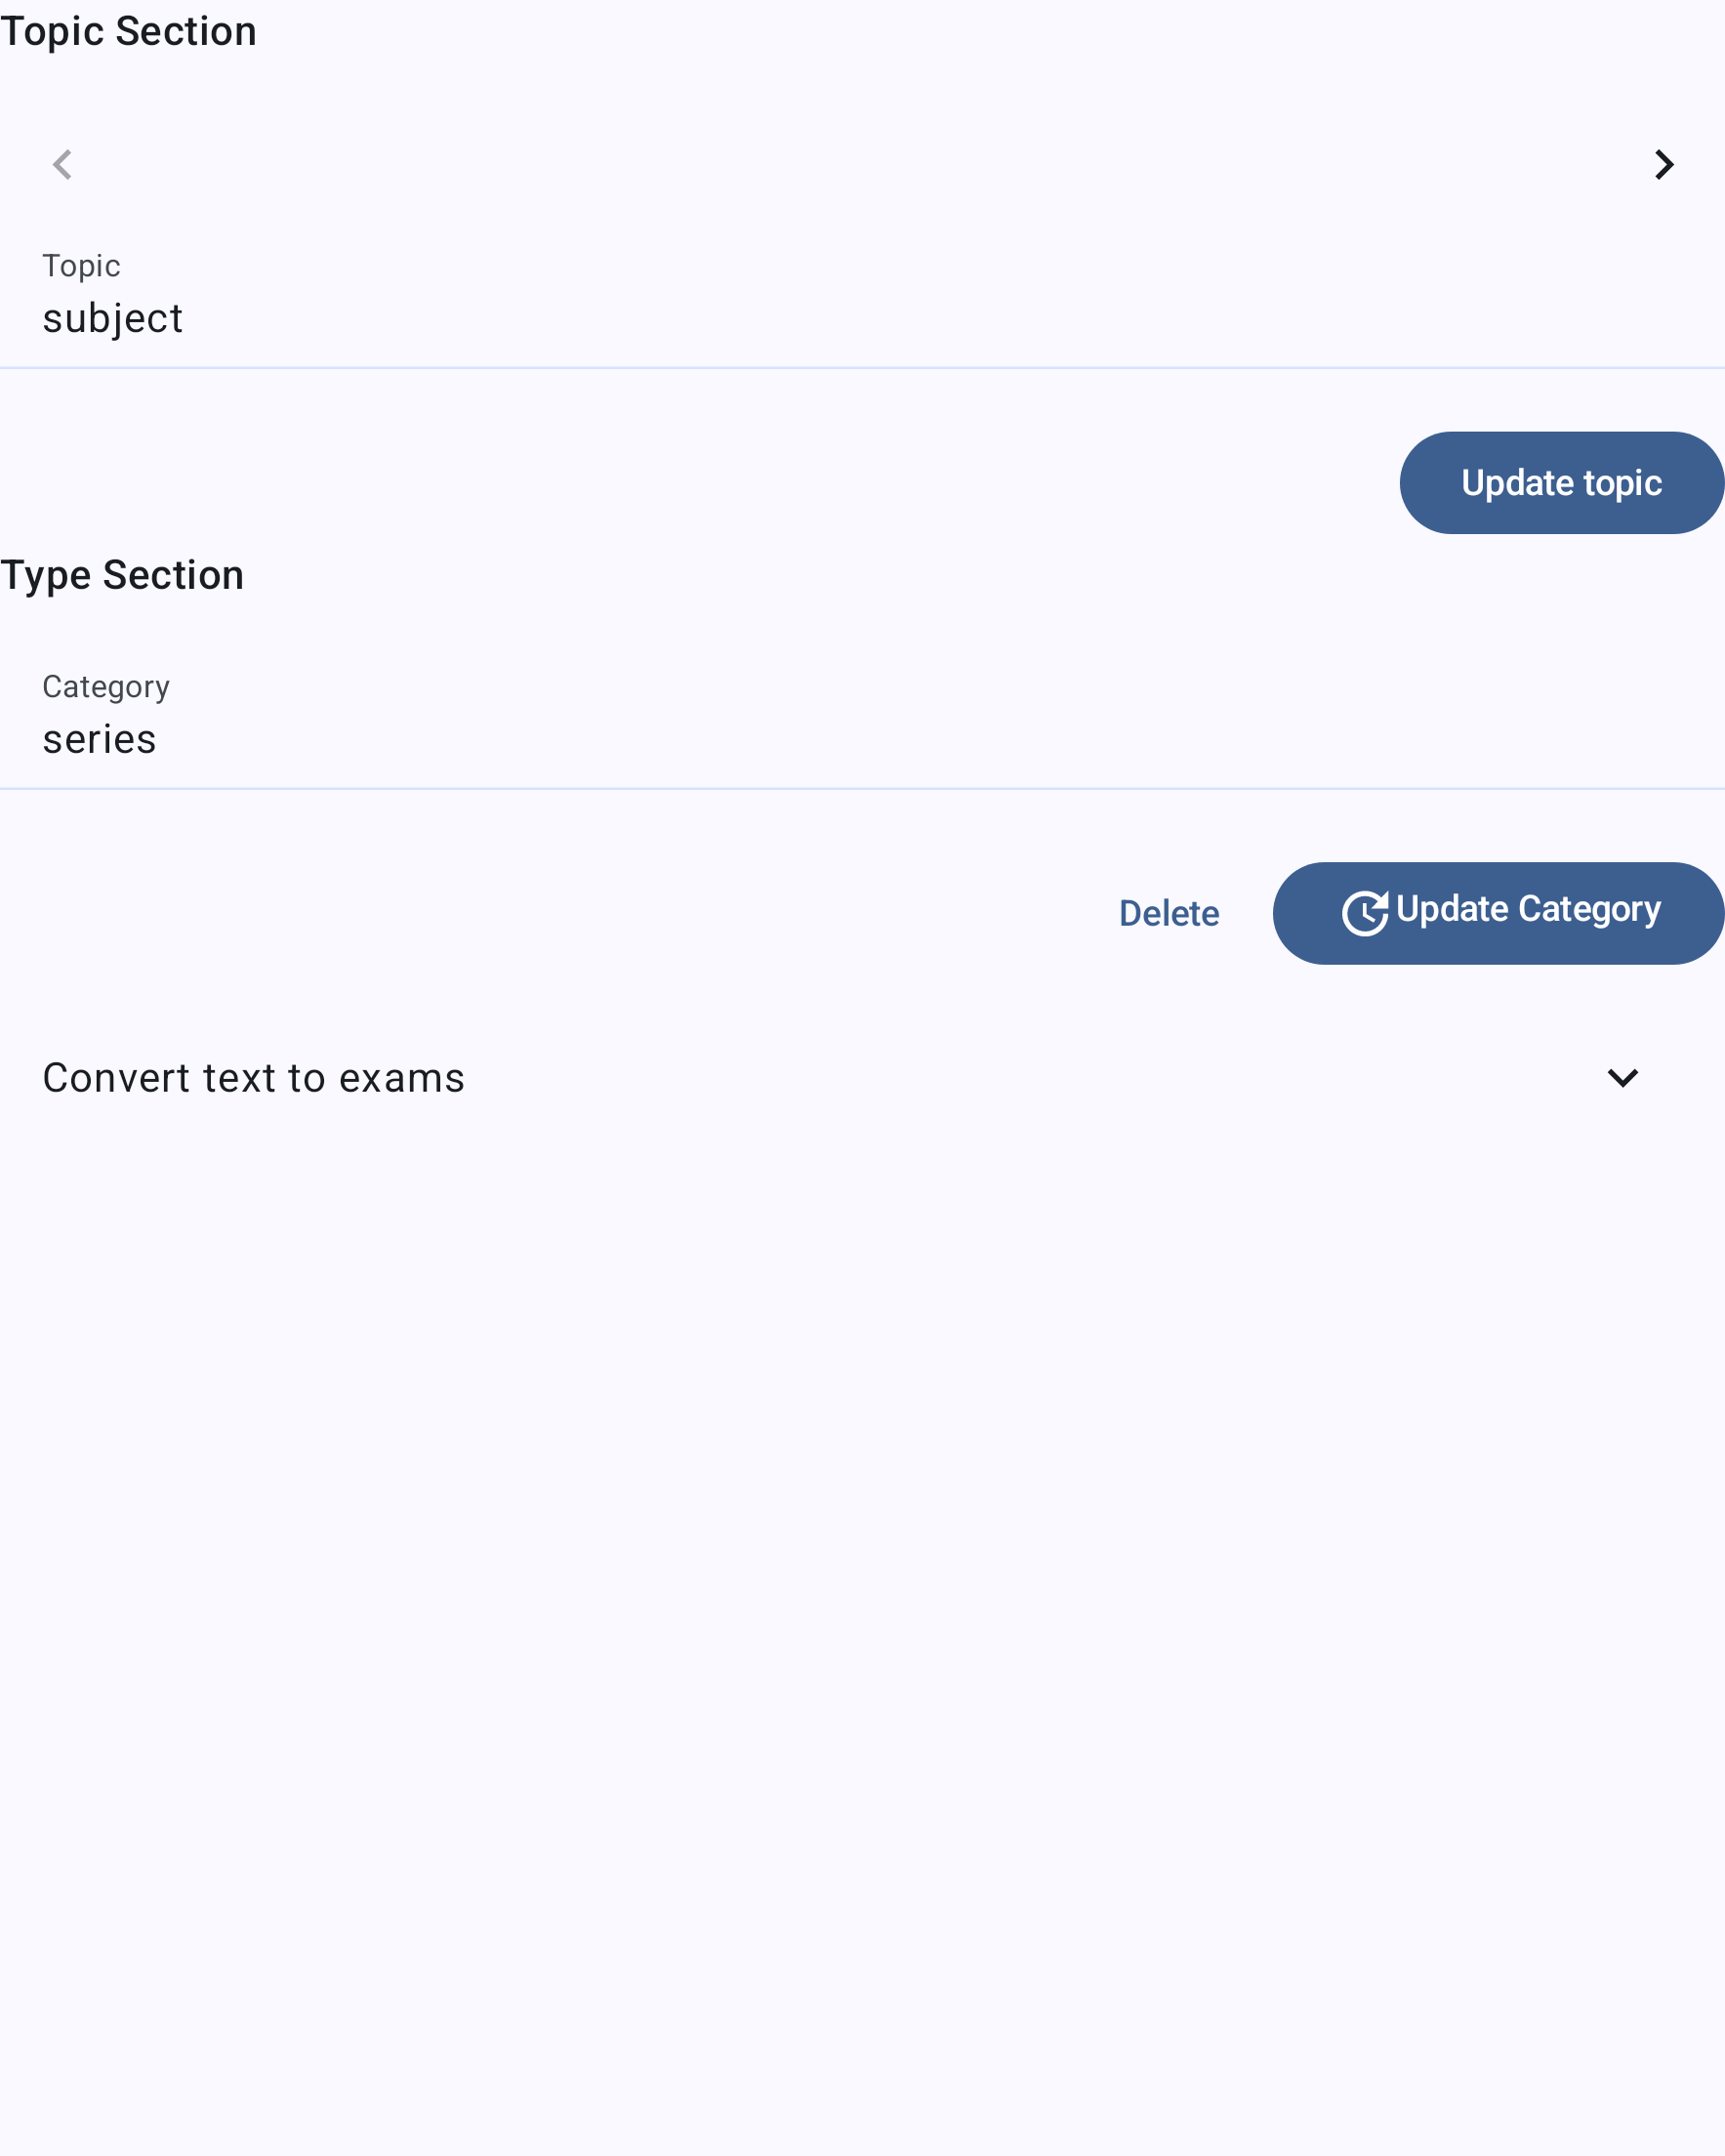 Topic Section
Topic
subject
Update topic
Type Section
Category
series
Delete
Update Category
Convert text to exams